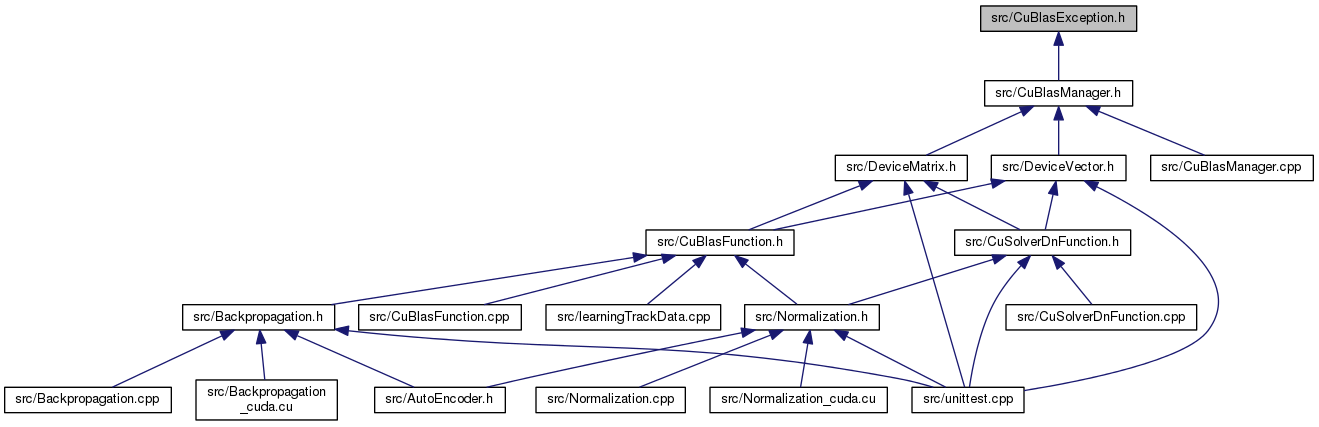 src/CuBlasException.h
src/CuBlasManager.h
src/DeviceMatrix.h
src/DeviceVector.h
src/CuBlasManager.cpp
src/CuBlasFunction.h
src/CuSolverDnFunction.h
src/Backpropagation.h
src/CuBlasFunction.cpp
src/learningTrackData.cpp
src/Normalization.h
src/CuSolverDnFunction.cpp
src/Backpropagation.cpp
src/Backpropagation
_cuda.cu
src/AutoEncoder.h
src/Normalization.cpp
src/Normalization_cuda.cu
src/unittest.cpp